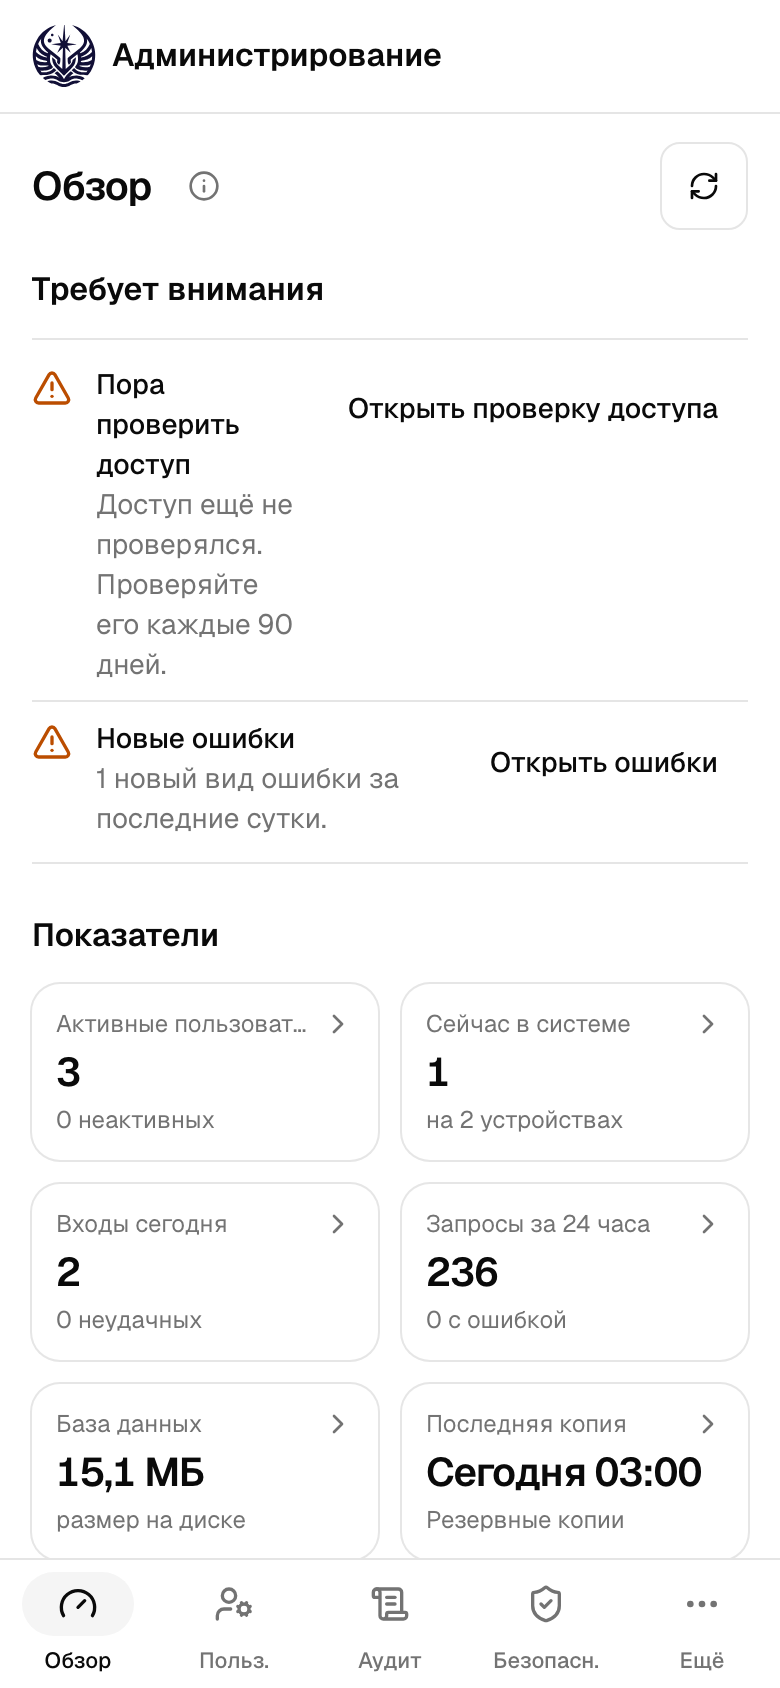 Администрирование
Обзор
Требует внимания
Пора
проверить
доступ
Открыть проверку доступа
Доступ ещё не
проверялся.
Проверяйте
его каждые 90
дней.
Новые ошибки
Открыть ошибки
1 новый вид ошибки за
последние сутки.
Показатели
Активные пользоват...
3
0 неактивных
Сейчас в системе
1
на 2 устройствах
Входы сегодня
2
0 неудачных
Запросы за 24 часа
236
0 с ошибкой
База данных
15,1 МБ
размер на диске
Последняя копия
Сегодня 03:00
Резервные копии
Обзор
Польз.
Аудит
Безопасн.
Ещё